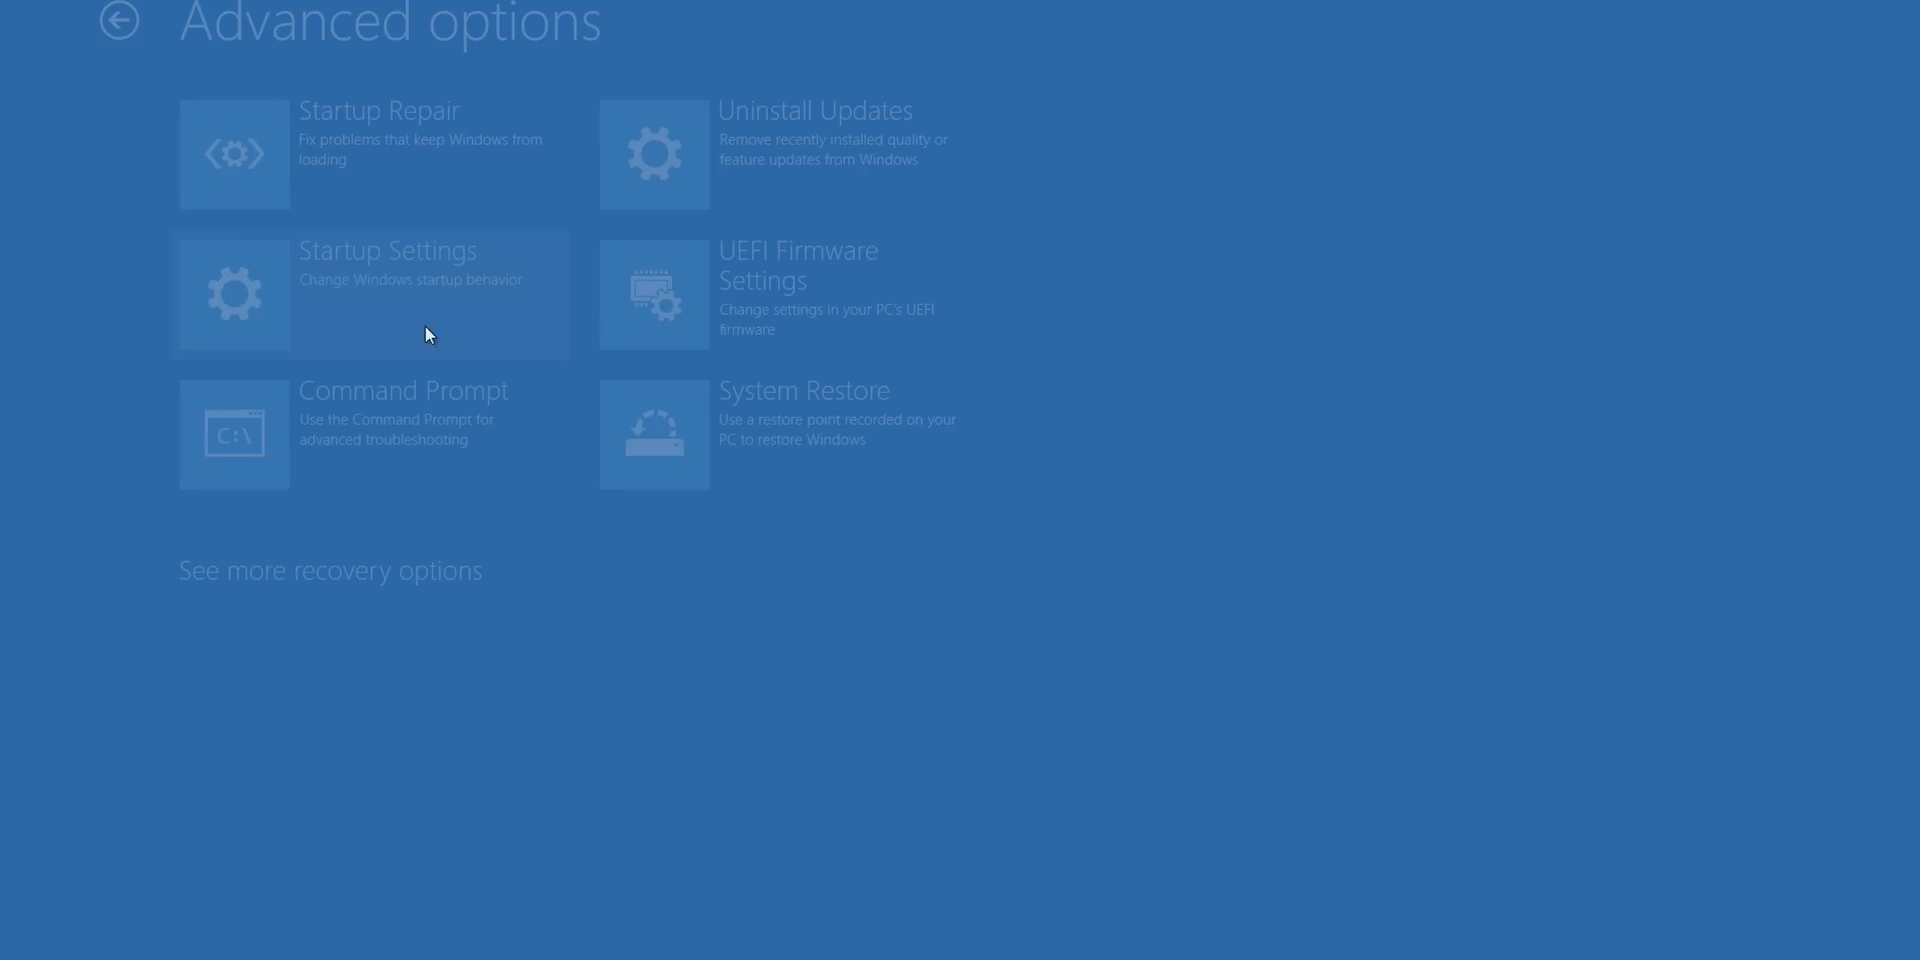 Advanced options
Startup Repair
Fix problems that keep Windows from
loading
Uninstall Updates
Remove recently installed quality or
feature updates from Windows
Startup Settings
Change Windows startup behavior
UEFI Firmware
Settings
Change settings in your PC's UEFI
firmware
Command Prompt
Use the Command Prompt for
advanced troubleshooting
C:\
System Restore
Use a restore point recorded on your
PC to restore Windows
See more recovery options